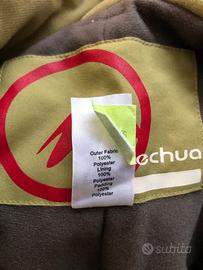 echua
Outer Fabric
100%
Polyester
Lining
100%
Polyester
Padding
100%
Polyester
subito